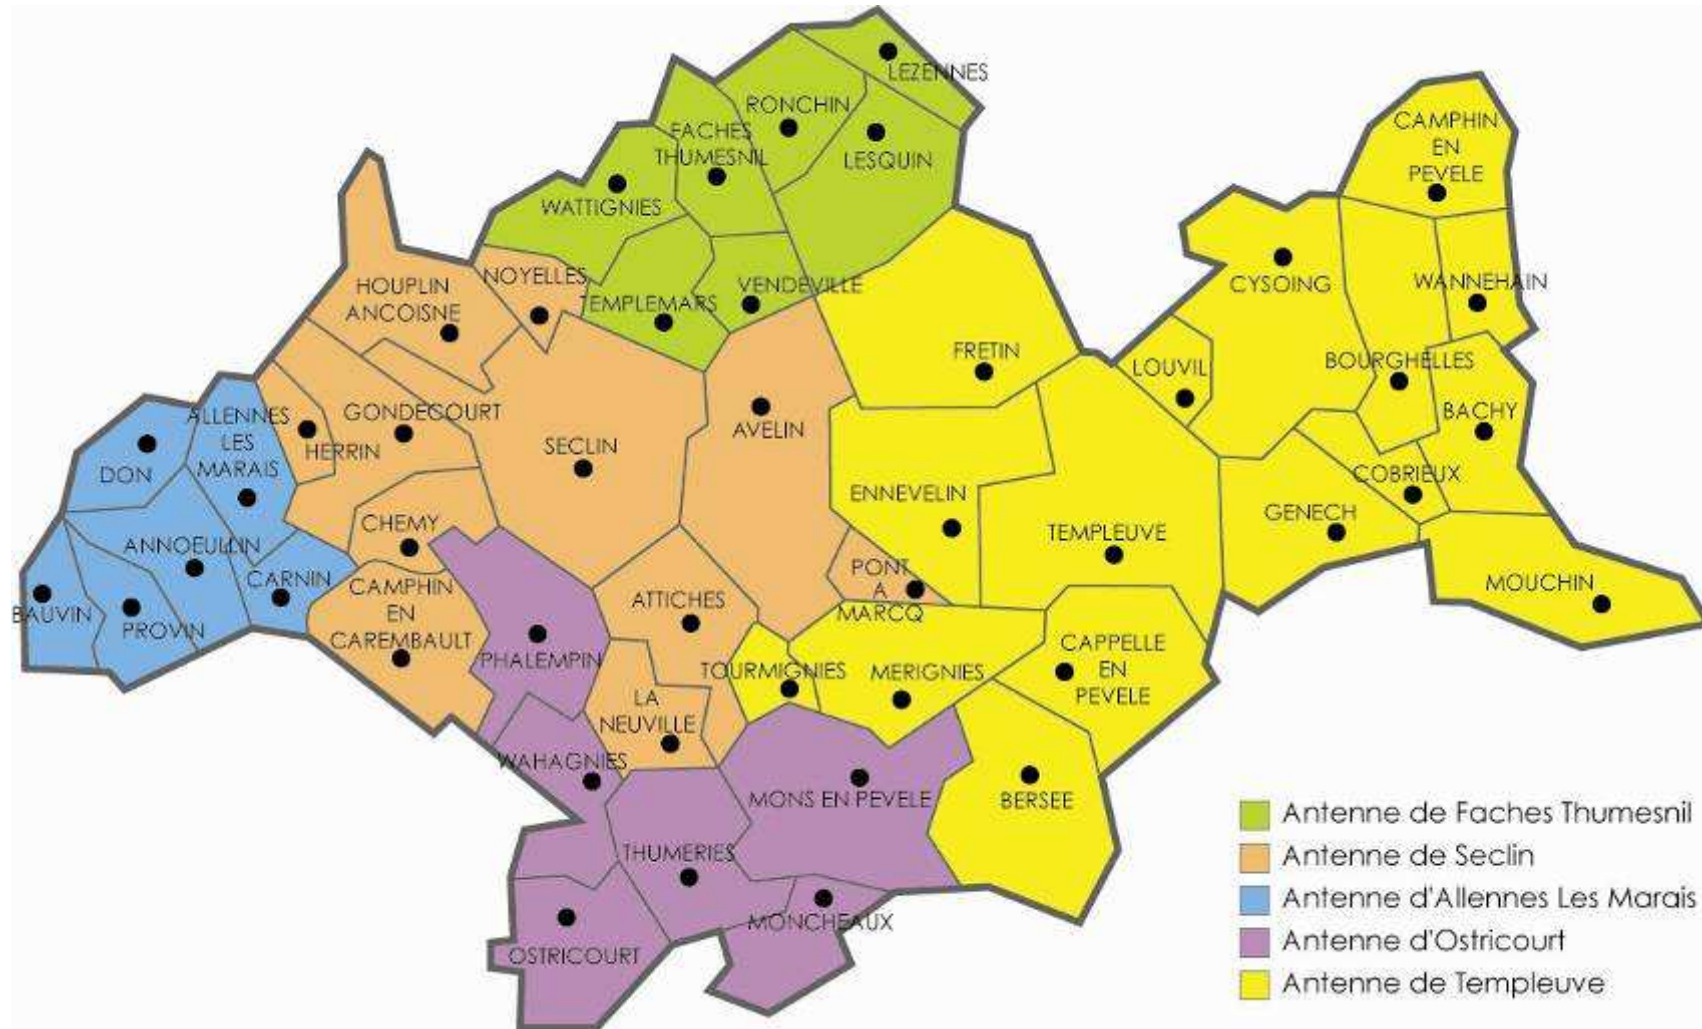 LEZENNES
RONCHIN
FACHES
THUMESNIL
LESQUIN
CAMPHIN
EN
PEVELE
WATTIGNIES
NOYELLES
HOUPLIN
ANCOISNE
TEMPLEMARS
VENDEVILLE
CYSOING
WANNEHAIN
FRETIN
LOUVIL
BOURGHELLES
ALLENNES
LES
MARAIS
HERRIN
GONDECOURT
SECLIN
AVELIN
BACHY
DON
COBRIEUX
ENNEVELIN
GENECH
CHEMY
TEMPLEUVE
ANNOEULLIN
CARNIN
BAUVIN
PROVIN
CAMPHIN
EN
CAREMBAULT
ATTICHES
PONT
A
MARCQ
MOUCHIN
PHALEMPIN
TOURMIGNIES
MERIGNIES
CAPPELLE
EN
PEVELE
LA
NEUVILLE
WAHAGNIES
MONS EN PEVELE
BERSEE
THUMERIES
MONCHEAUX
OSTRICOURT
Antenne de Faches Thumesnil
Antenne de Seclin
Antenne d'Allennes Les Marais
Antenne d'Ostricourt
Antenne de Templeuve